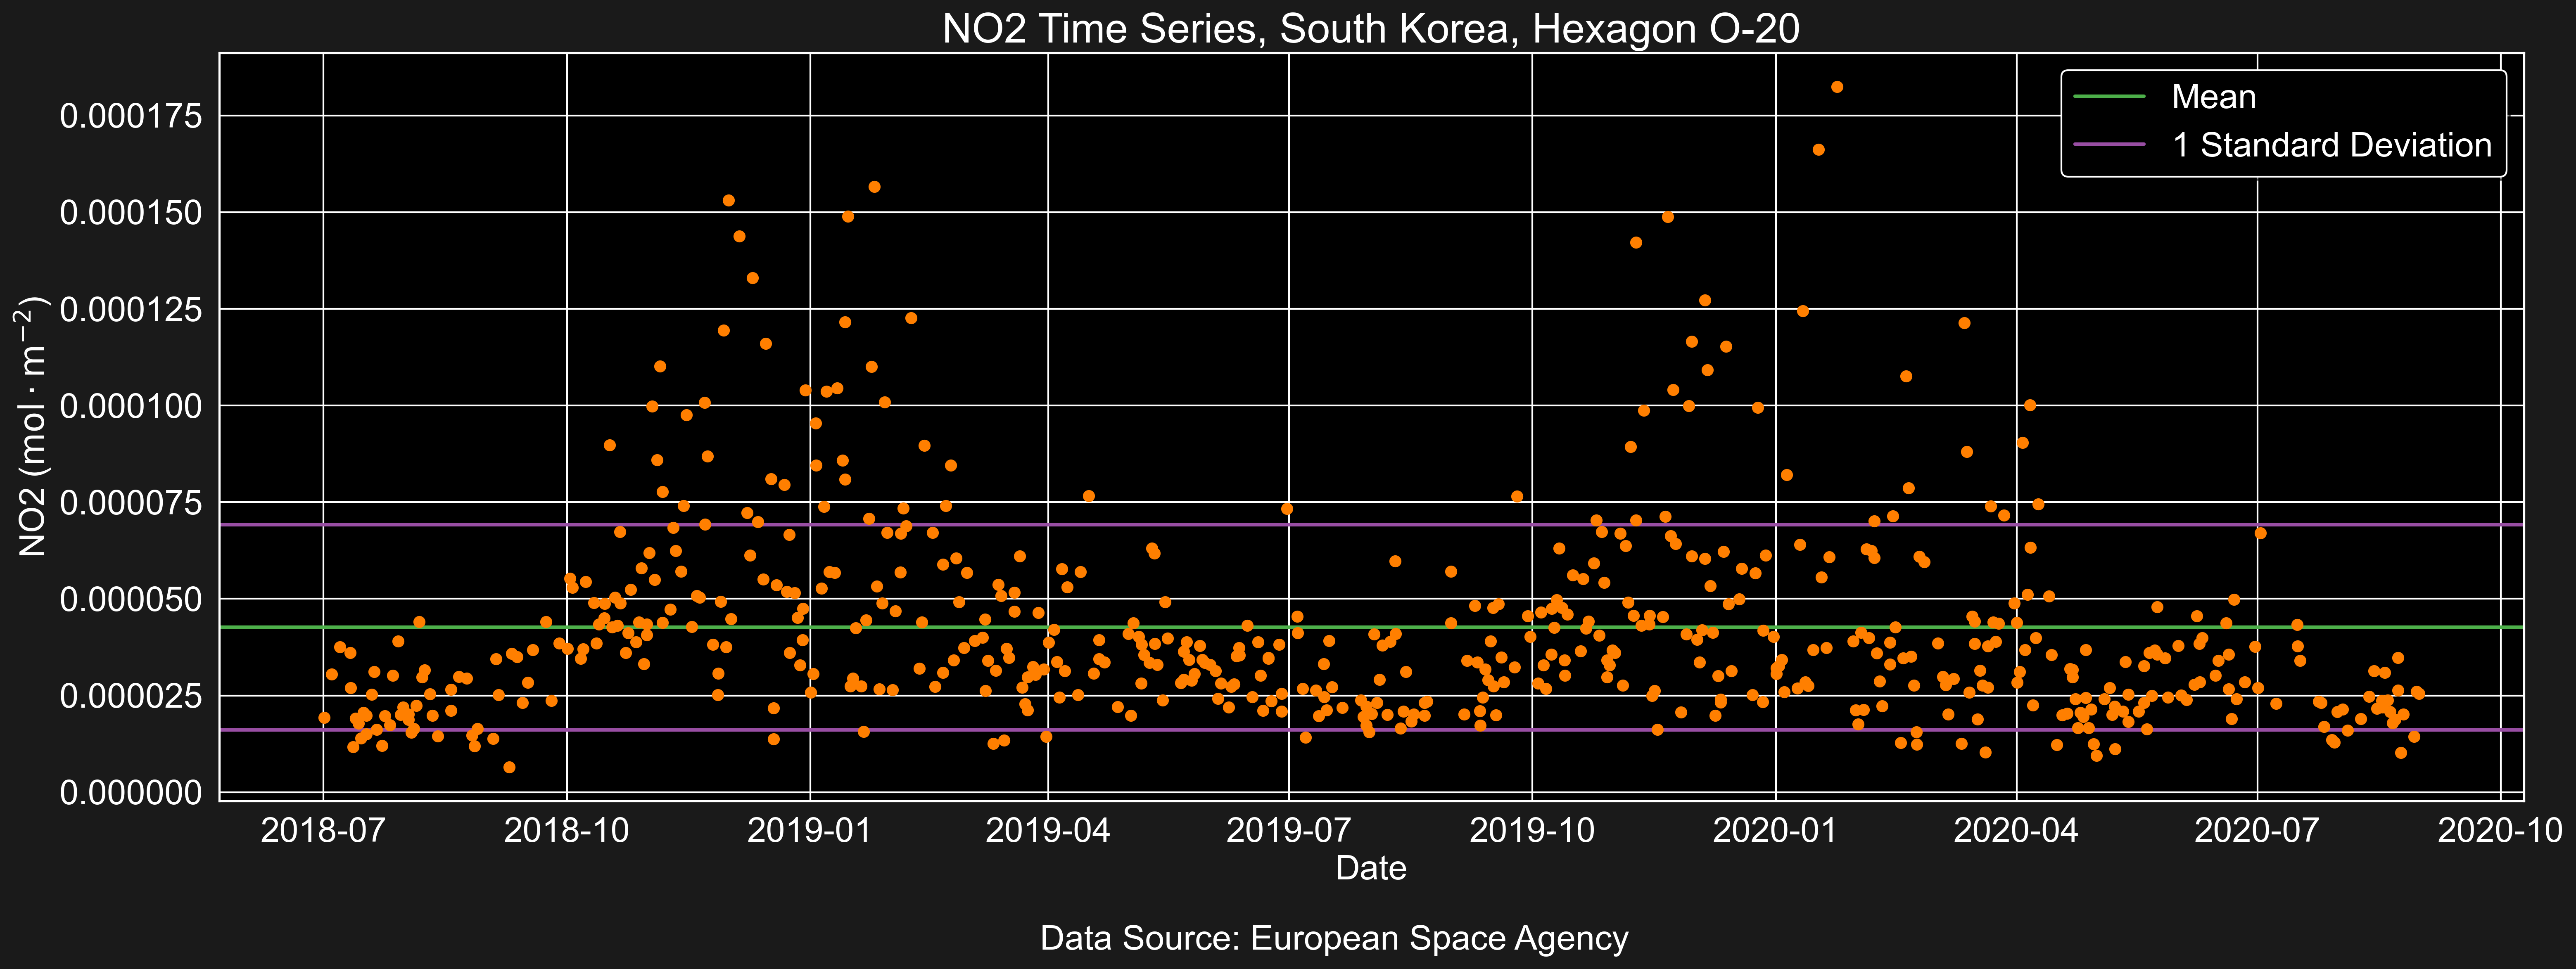 NO2 Time Series, South Korea, Hexagon O-20
Mean
1 Standard Deviation
NO2 (mol · m⁻²)
0.000175
0.000150
0.000125
0.000100
0.000075
0.000050
0.000025
0.000000
2018-07 2018-10 2019-01 2019-04 2019-07 2019-10 2020-01 2020-04 2020-07 2020-10
Date
Data Source: European Space Agency